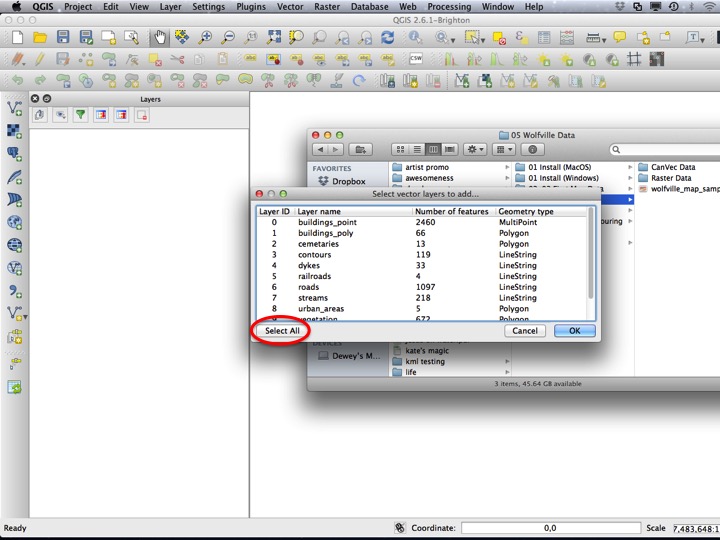 QGIS Project Edit View Layer Settings Plugins Vector Raster Database Web Processing Window Help
QGIS 2.6.1-Brighton
CSW
T
Layers
05 Wolfville Data
FAVORITES
Dropbox
artist promo
awesomeness
01 Install (MacOS)
01 Install (Windows)
CanVec Data
Raster Data
wolfville_map_samp
ouring
Select vector layers to add...
Layer ID Layer name Number of features Geometry type
0 buildings_point 2460 MultiPoint
1 buildings_poly 66 Polygon
2 cemetaries 13 Polygon
3 contours 119 LineString
4 dykes 33 LineString
5 railroads 4 LineString
6 roads 1097 LineString
7 streams 218 LineString
8 urban_areas 5 Polygon
9 vegetation 672 Polygon
Select All Cancel OK
DEVICES
Dewey's M...
kate's magic
kml testing
life
3 items, 45.64 GB available
Ready Coordinate: 0,0 Scale 7,483,648:1